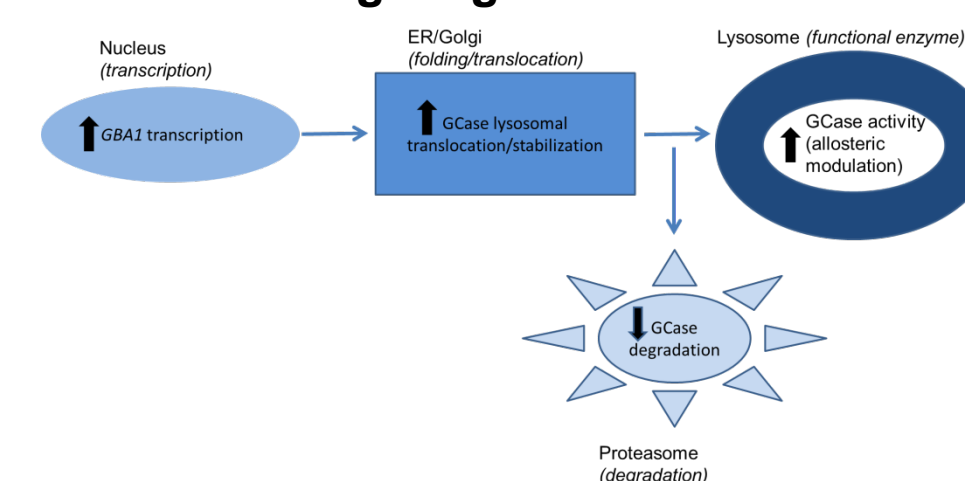 Nucleus
(transcription)
GBA1 transcription
ER/Golgi
(folding/translocation)
GCase lysosomal
translocation/stabilization
Lysosome (functional enzyme)
GCase activity
(allosteric
modulation)
GCase
degradation
Proteasome
(degradation)